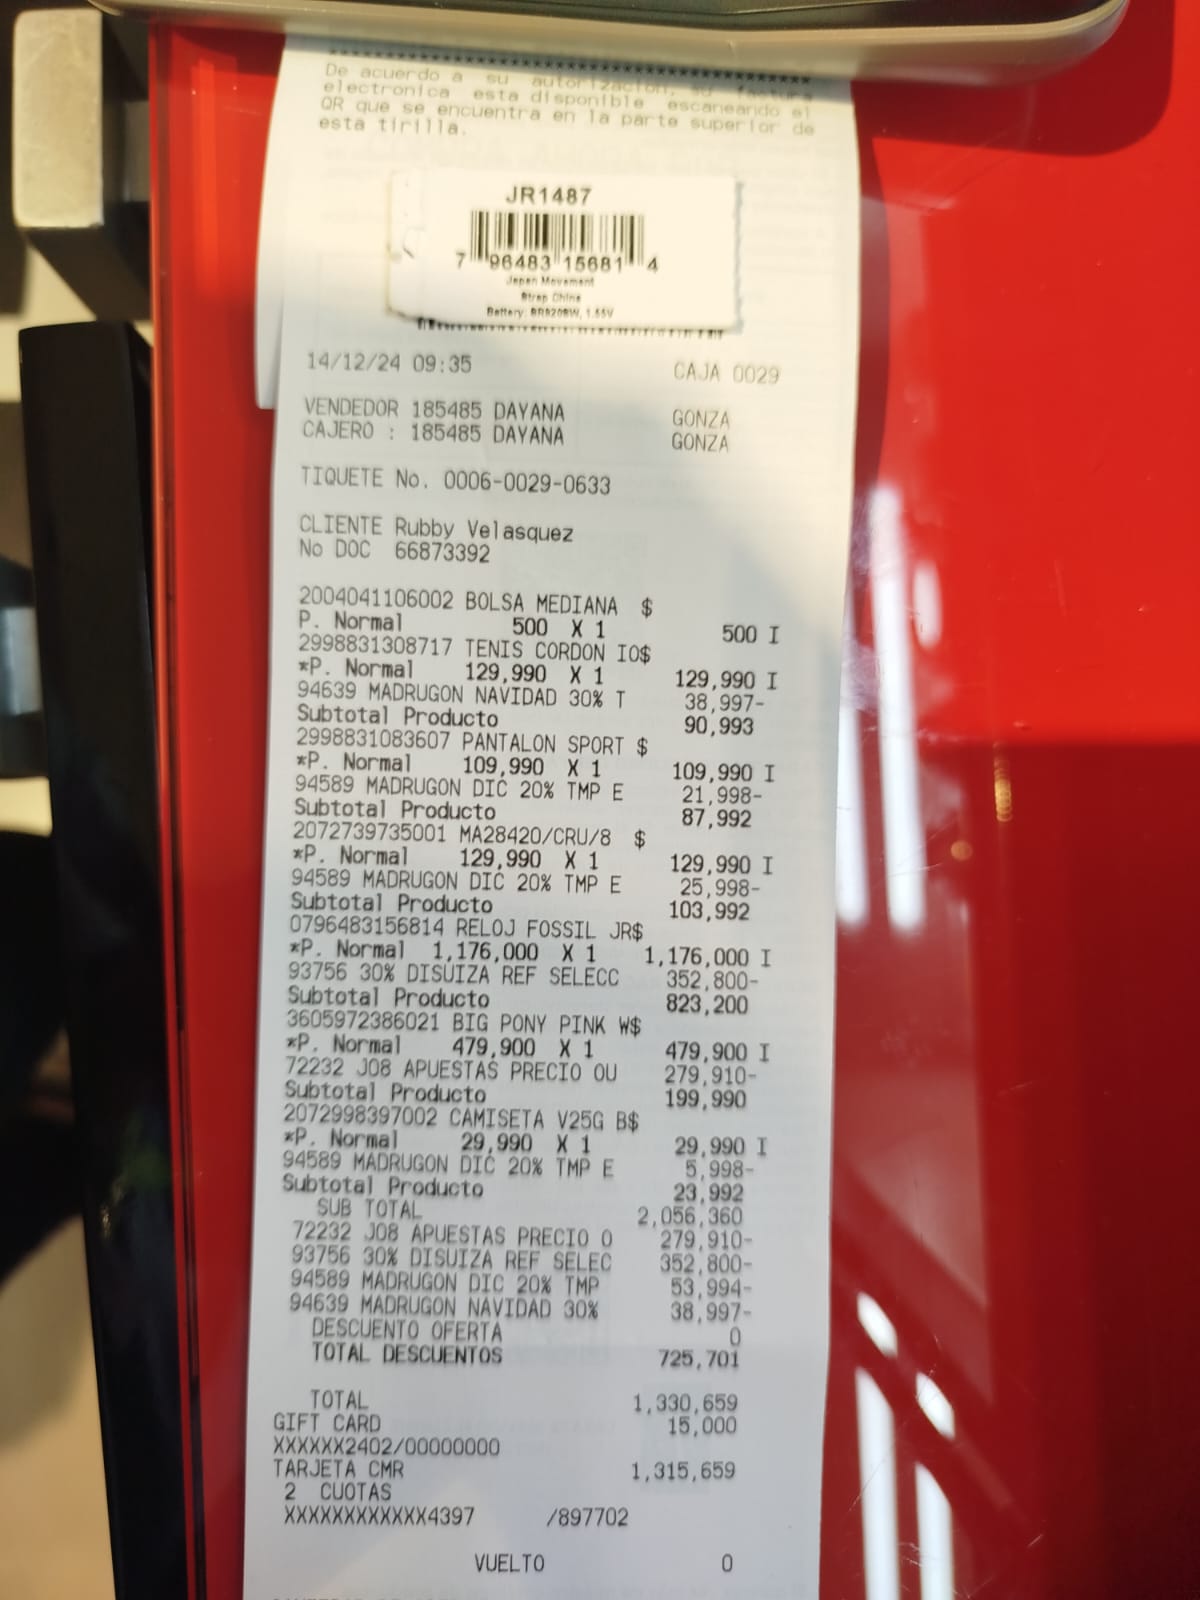 De acuerdo a su autorización, su factura
electronica esta disponible escaneando el
QR que se encuentra en la parte superior de
esta tirilla.
JR1487
7 96483 15681 4
Japan Movement
Strap China
Battery: SR920SW, 1.55V
14/12/24 09:35 CAJA 0029
VENDEDOR 185485 DAYANA GONZA
CAJERO : 185485 DAYANA GONZA
TIQUETE No. 0006-0029-0633
CLIENTE Rubby Velasquez
No DOC 66873392
2004041106002 BOLSA MEDIANA $
P. Normal 500 X 1 500 I
2998831308717 TENIS CORDON IO$
*P. Normal 129,990 X 1 129,990 I
94639 MADRUGON NAVIDAD 30% T 38,997-
Subtotal Producto 90,993
2998831083607 PANTALON SPORT $
*P. Normal 109,990 X 1 109,990 I
94589 MADRUGON DIC 20% TMP E 21,998-
Subtotal Producto 87,992
2072739735001 MA28420/CRU/8 $
*P. Normal 129,990 X 1 129,990 I
94589 MADRUGON DIC 20% TMP E 25,998-
Subtotal Producto 103,992
0796483156814 RELOJ FOSSIL JR$
*P. Normal 1,176,000 X 1 1,176,000 I
93756 30% DISUIZA REF SELECC 352,800-
Subtotal Producto 823,200
3605972386021 BIG PONY PINK W$
*P. Normal 479,900 X 1 479,900 I
72232 J08 APUESTAS PRECIO OU 279,910-
Subtotal Producto 199,990
2072998397002 CAMISETA V25G B$
*P. Normal 29,990 X 1 29,990 I
94589 MADRUGON DIC 20% TMP E 5,998-
Subtotal Producto 23,992
SUB TOTAL 2,056,360
72232 J08 APUESTAS PRECIO O 279,910-
93756 30% DISUIZA REF SELEC 352,800-
94589 MADRUGON DIC 20% TMP 53,994-
94639 MADRUGON NAVIDAD 30% 38,997-
DESCUENTO OFERTA 0
TOTAL DESCUENTOS 725,701
TOTAL 1,330,659
GIFT CARD 15,000
XXXXXX2402/00000000
TARJETA CMR 1,315,659
2 CUOTAS
XXXXXXXXXXXX4397 /897702
VUELTO 0